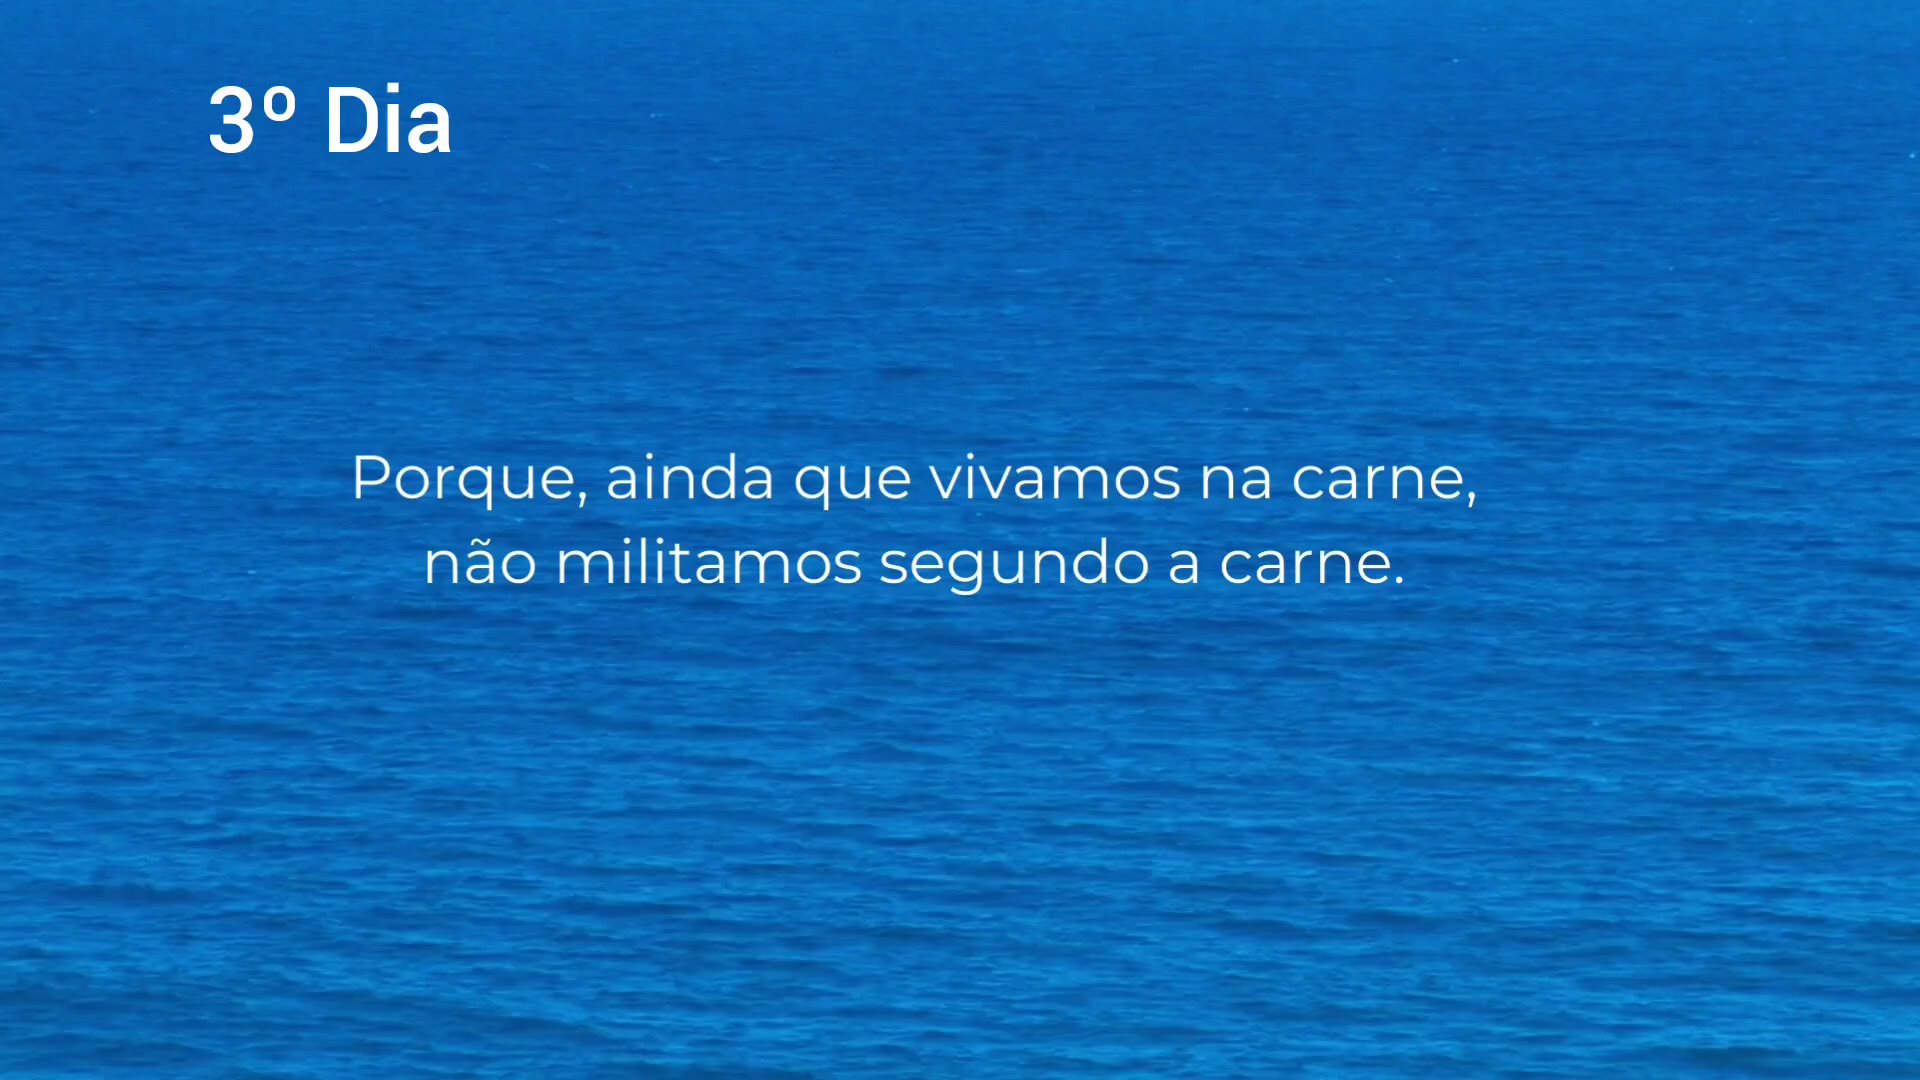 3º Dia
Porque, ainda que vivamos na carne,
não militamos segundo a carne.